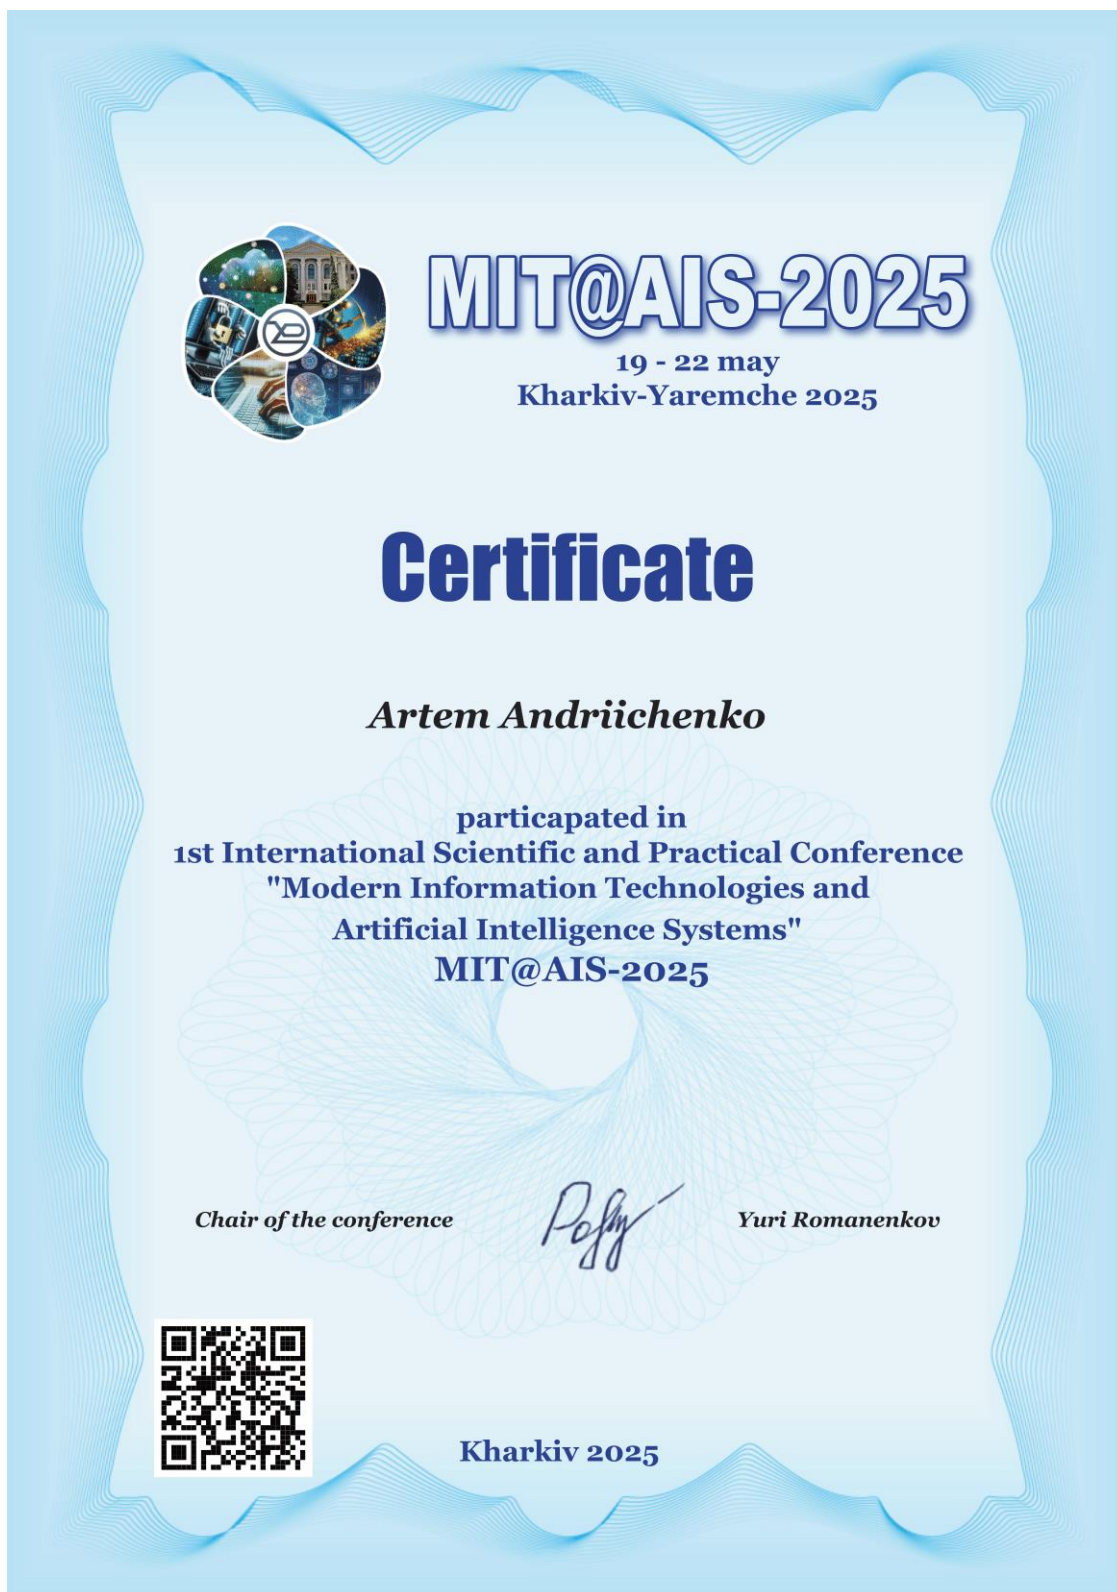 MIT@AIS-2025
19 - 22 may
Kharkiv-Yaremche 2025
Certificate
Artem Andriichenko
particapated in
1st International Scientific and Practical Conference
"Modern Information Technologies and
Artificial Intelligence Systems"
MIT@AIS-2025
Chair of the conference
Yuri Romanenkov
Kharkiv 2025